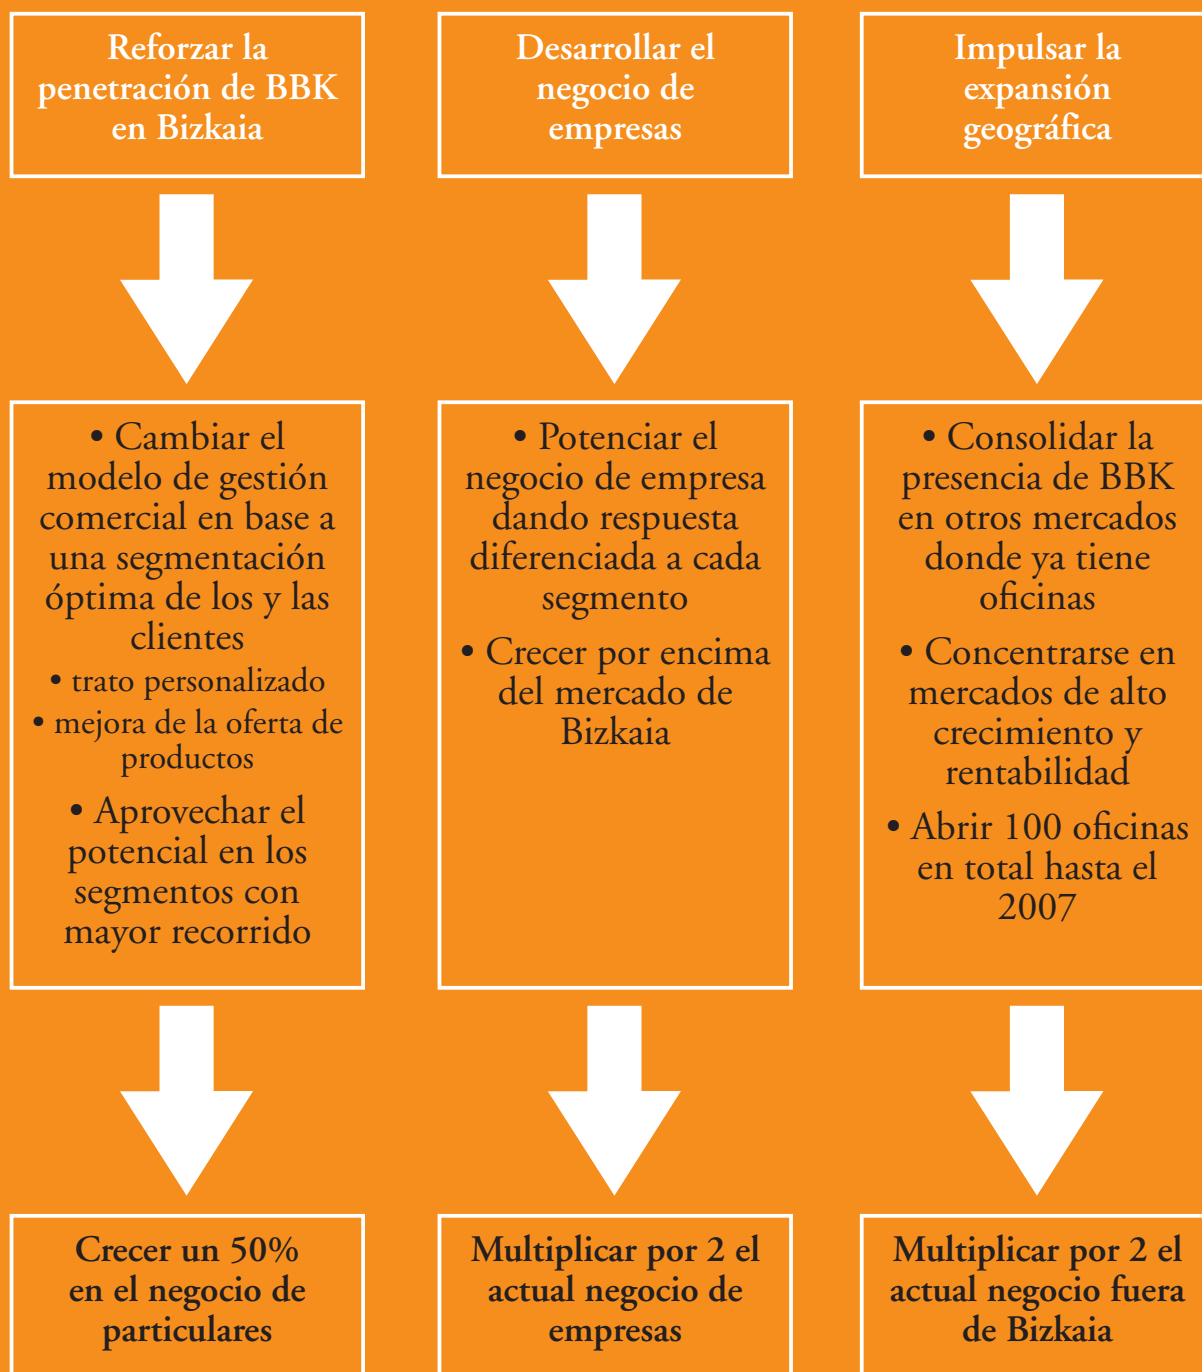 Reforzar la
penetración de BBK
en Bizkaia
Desarrollar el
negocio de
empresas
Impulsar la
expansión
geográfica
• Cambiar el
modelo de gestión
comercial en base a
una segmentación
óptima de los y las
clientes
• trato personalizado
• mejora de la oferta de
productos
• Aprovechar el
potencial en los
segmentos con
mayor recorrido
• Potenciar el
negocio de empresa
dando respuesta
diferenciada a cada
segmento
• Crecer por encima
del mercado de
Bizkaia
• Consolidar la
presencia de BBK
en otros mercados
donde ya tiene
oficinas
• Concentrarse en
mercados de alto
crecimiento y
rentabilidad
• Abrir 100 oficinas
en total hasta el
2007
Crecer un 50%
en el negocio de
particulares
Multiplicar por 2 el
actual negocio de
empresas
Multiplicar por 2 el
actual negocio fuera
de Bizkaia